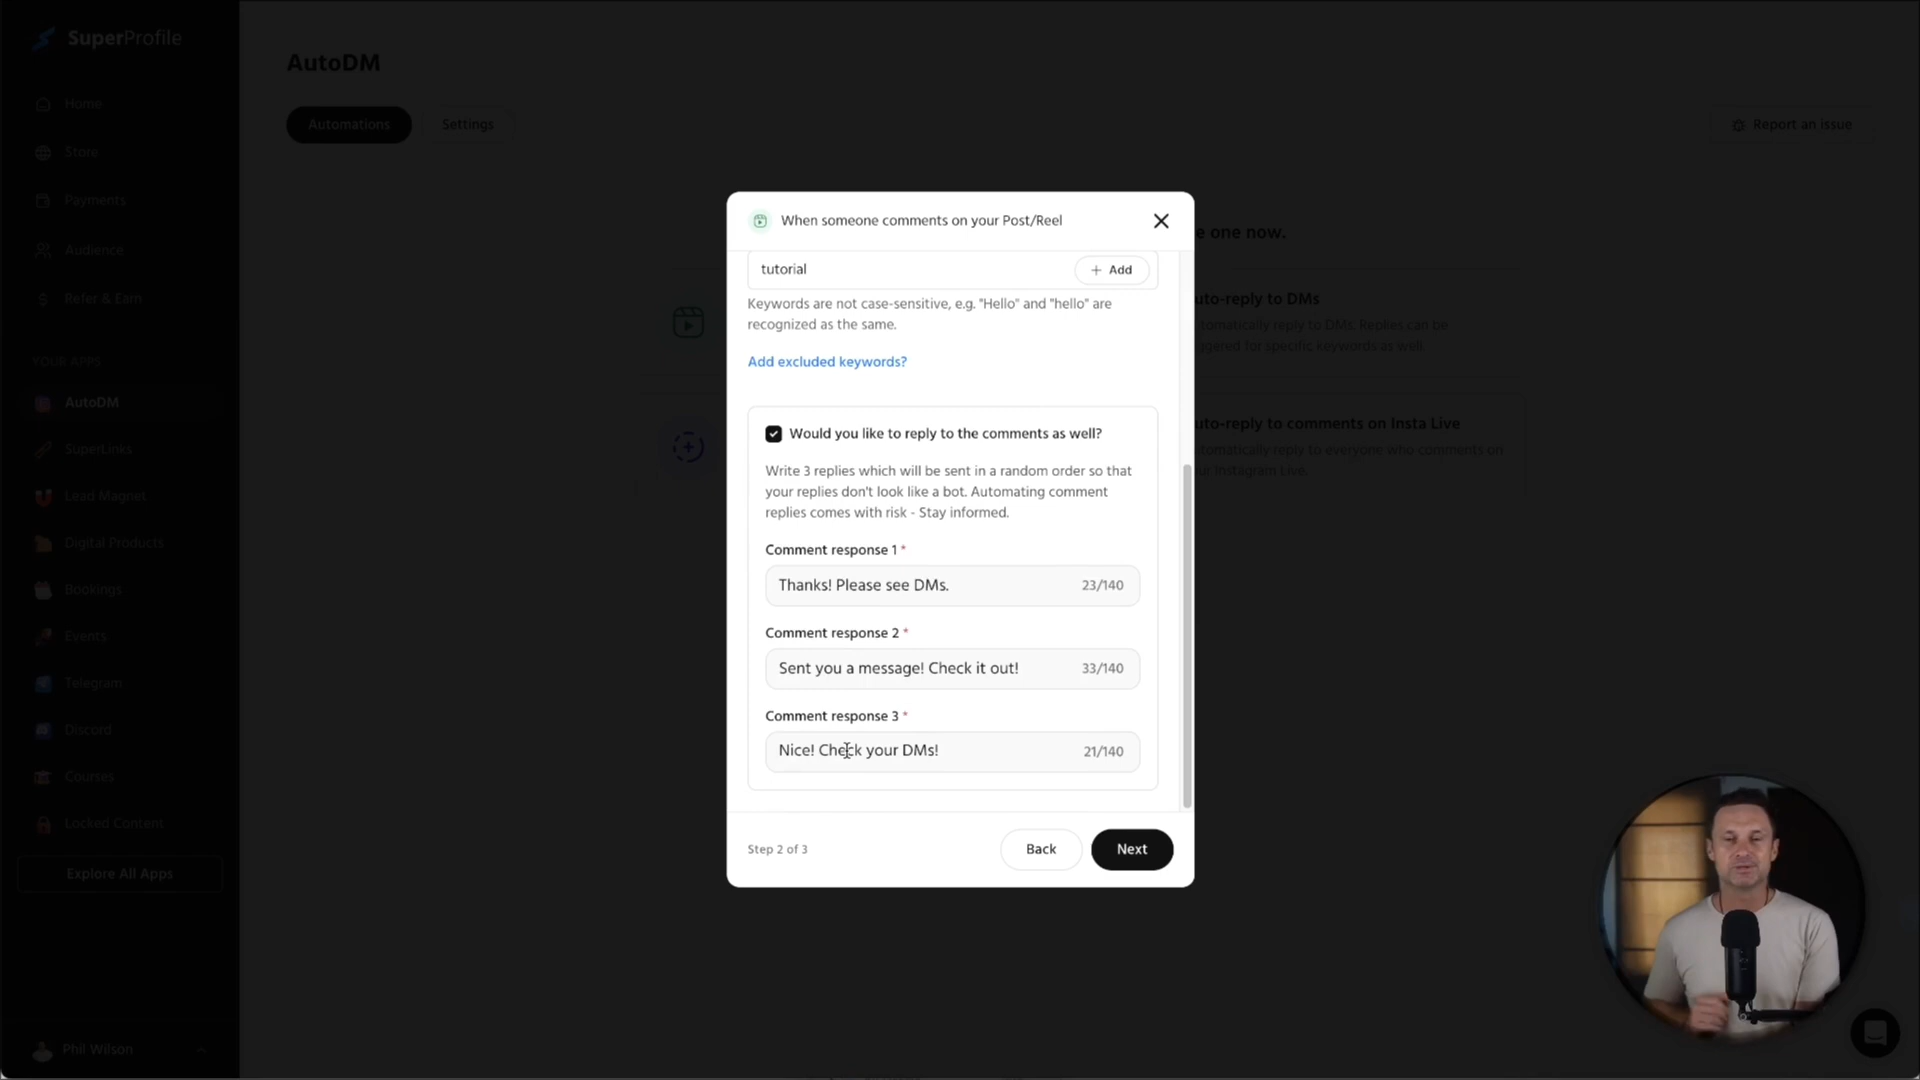 SuperProfile
Home
Store
Payments
Audience
Refer & Earn
YOUR APPS
AutoDM
SuperLinks
Lead Magnet
Digital Products
Bookings
Events
Telegram
Discord
Courses
Locked Content
Explore All Apps
Phil Wilson
AutoDM
Automations
Settings
Report an issue
e one now.
uto-reply to DMs
tomatically reply to DMs. Replies can be
ggered for specific keywords as well
uto-reply to comments on Insta Live
tomatically reply to everyone who comments on
ur Instagram Live.
When someone comments on your Post/Reel
tutorial
+ Add
Keywords are not case-sensitive, e.g. "Hello" and "hello" are
recognized as the same.
Add excluded keywords?
Would you like to reply to the comments as well?
Write 3 replies which will be sent in a random order so that
your replies don't look like a bot. Automating comment
replies comes with risk - Stay informed.
Comment response 1 *
Thanks! Please see DMs. 23/140
Comment response 2 *
Sent you a message! Check it out! 33/140
Comment response 3 *
Nice! Check your DMs! 21/140
Step 2 of 3
Back
Next